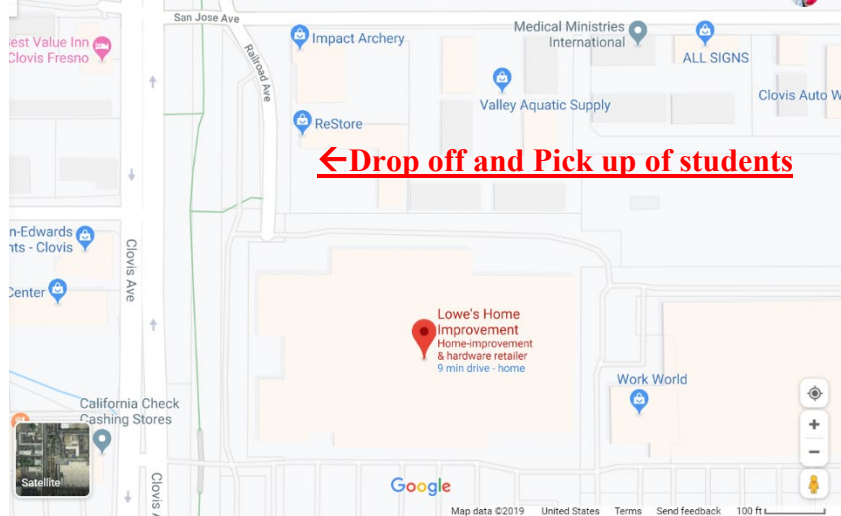 San Jose Ave
Best Value Inn
Clovis Fresno
Railroad Ave
Impact Archery
Medical Ministries
International
ALL SIGNS
Valley Aquatic Supply
Clovis Auto W
ReStore
←Drop off and Pick up of students
n-Edwards
nts - Clovis
Clovis Ave
Center
Lowe's Home
Improvement
Home-improvement
& hardware retailer
9 min drive - home
Work World
California Check
Cashing Stores
Satellite
Clovis A
Google
Map data ©2019 United States Terms Send feedback 100 ft